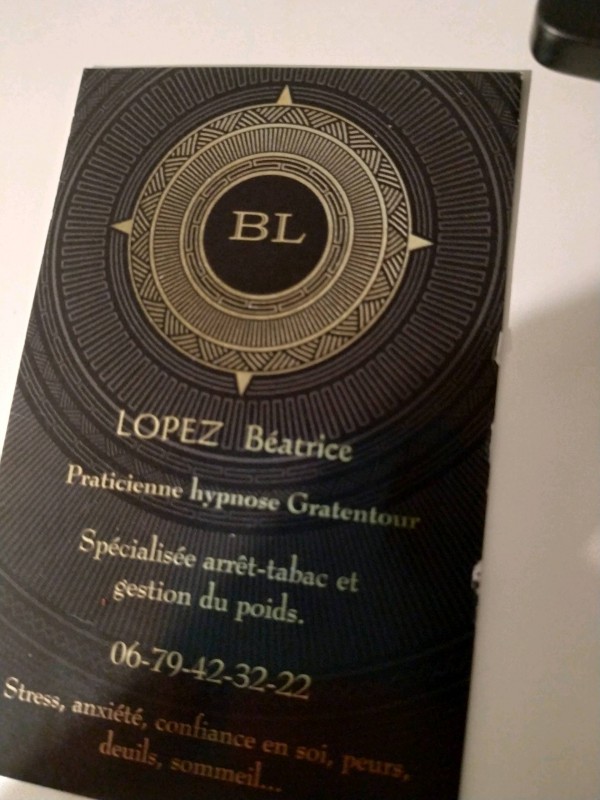 BL
LOPEZ Béatrice
Praticienne hypnose Gratentour
Spécialisée arrêt-tabac et
gestion du poids.
06-79-42-32-22
Stress, anxiété, confiance en soi, peurs,
deuils, sommeil...